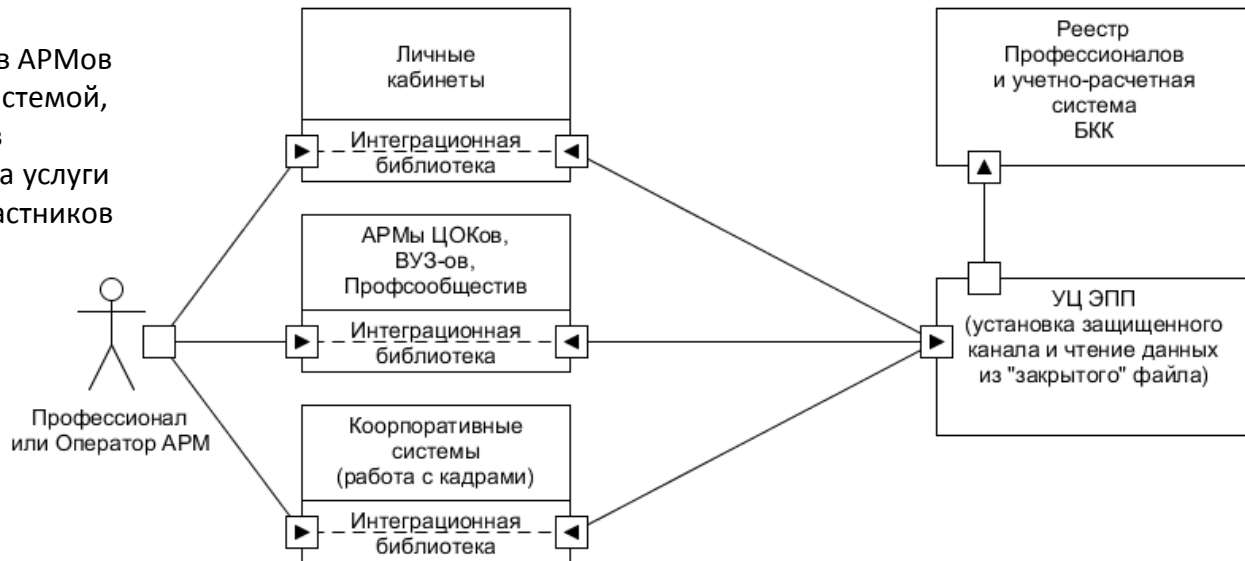 в АРМов
истемой,
в
а услуги
астников
Личные
кабинеты
Интеграционная
библиотека
АРМы ЦОКов,
ВУЗ-ов,
Профсообществ
Интеграционная
библиотека
Коорпоративные
системы
(работа с кадрами)
Интеграционная
библиотека
Профессионал
или Оператор АРМ
Реестр
Профессионалов
и учетно-расчетная
система
БКК
УЦ ЭПП
(установка защищенного
канала и чтение данных
из "закрытого" файла)